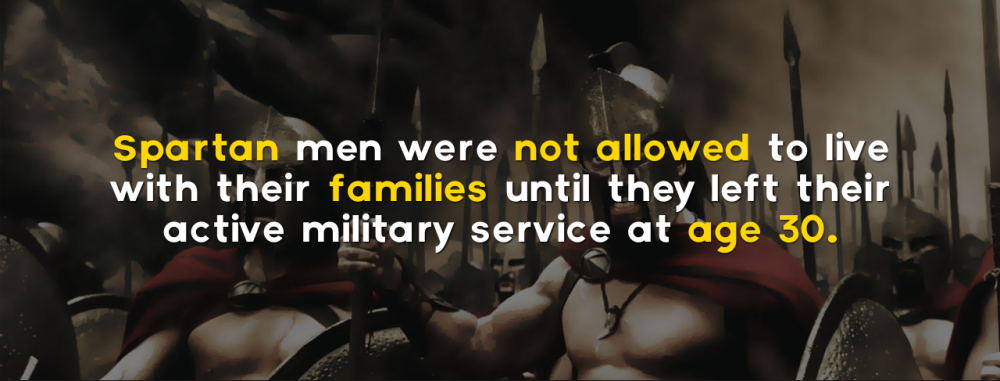 Spartan men were not allowed to live
with their families until they left their
active military service at age 30.